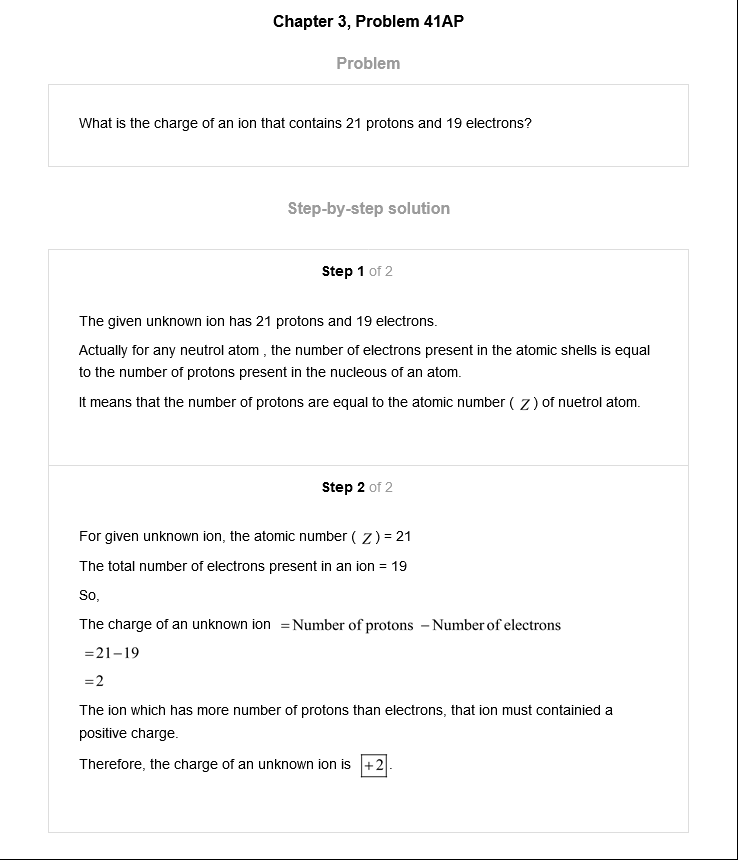 Chapter 3, Problem 41AP
Problem
What is the charge of an ion that contains 21 protons and 19 electrons?
Step-by-step solution
Step 1 of 2
The given unknown ion has 21 protons and 19 electrons.
Actually for any neutrol atom , the number of electrons present in the atomic shells is equal
to the number of protons present in the nucleous of an atom.
It means that the number of protons are equal to the atomic number ( Z ) of nuetrol atom.
Step 2 of 2
For given unknown ion, the atomic number ( Z ) = 21
The total number of electrons present in an ion = 19
So,
The charge of an unknown ion = Number of protons − Number of electrons
=21−19
=2
The ion which has more number of protons than electrons, that ion must containied a
positive charge.
Therefore, the charge of an unknown ion is +2 .